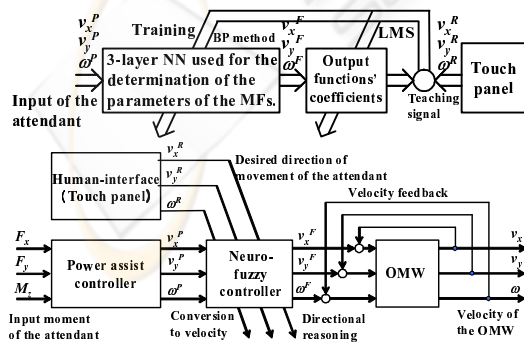 v_x^P
v_y^P
ω^P
Training
BP method
v_x^F
v_y^F
ω^F
LMS
v_x^R
v_y^R
ω^R
Input of the
attendant
3-layer NN used for the
determination of the
parameters of the MFs.
Output
functions'
coefficients
Teaching
signal
Touch
panel
Human-interface
(Touch panel)
v_x^R
v_y^R
ω^R
Desired direction of
movement of the attendant
Velocity feedback
F_x
F_y
M_z
Power assist
controller
v_x^P
v_y^P
ω^P
Neuro-
fuzzy
controller
v_x^F
v_y^F
ω^F
OMW
v_x
v_y
ω
Input moment
of the attendant
Conversion
to velocity
Directional
reasoning
Velocity of
the OMW